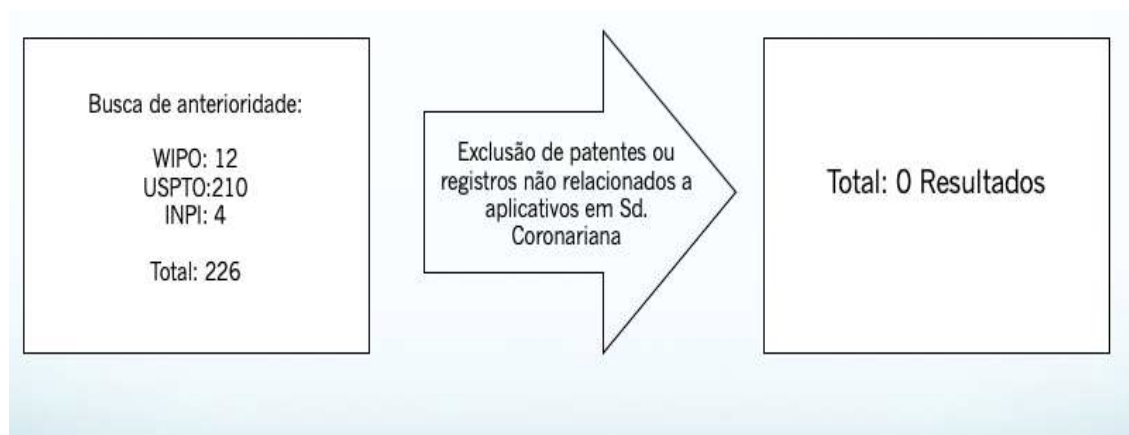 Busca de anterioridade:
WIPO: 12
USPTO:210
INPI: 4
Total: 226
Exclusão de patentes ou
registros não relacionados a
aplicativos em Sd.
Coronariana
Total: 0 Resultados